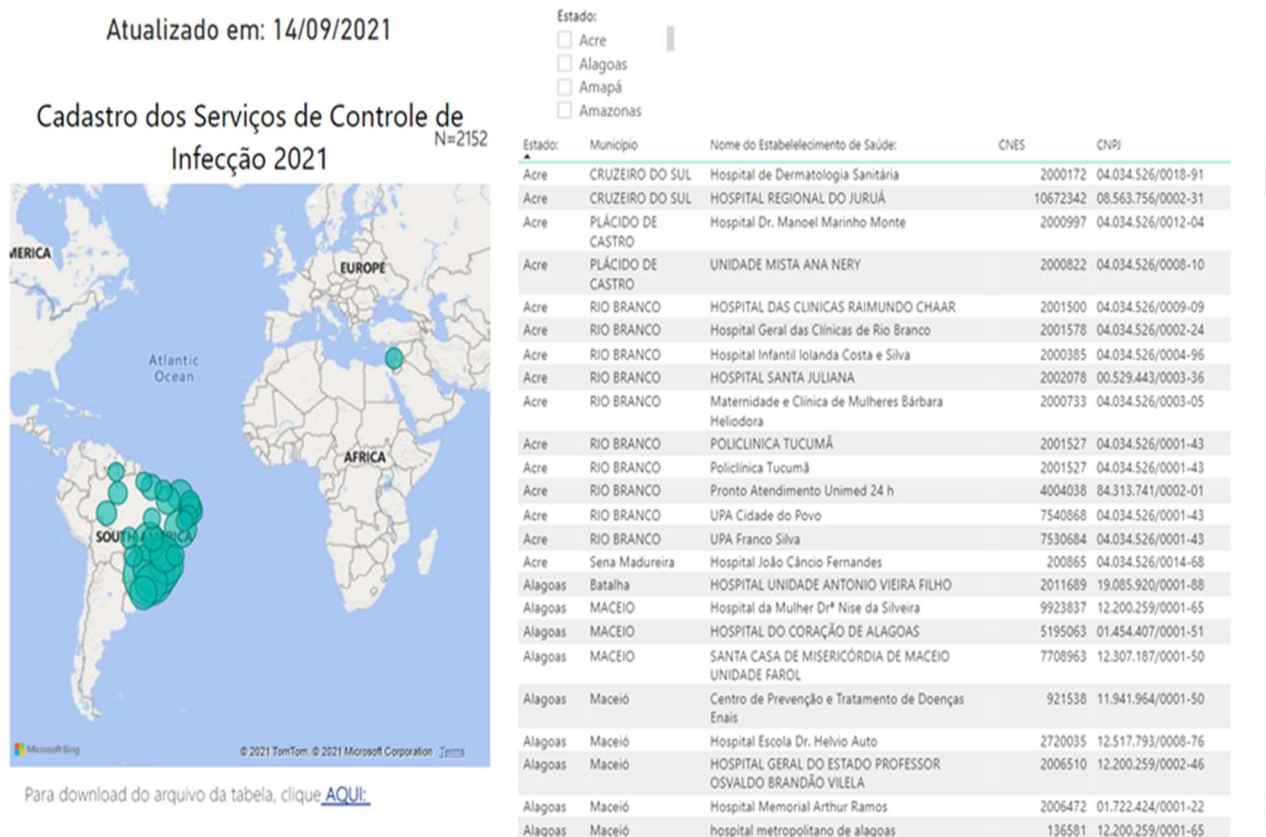 Atualizado em: 14/09/2021
Cadastro dos Serviços de Controle de
Infecção 2021
N=2152
MERICA
EUROPE
Atlantic
Ocean
AFRICA
SOUTH AMERICA
Microsoft Bing
© 2021 TomTom, © 2021 Microsoft Corporation Terms
Para download do arquivo da tabela, clique AQUI:
Estado:
Acre
Alagoas
Amapá
Amazonas
Estado: Município Nome do Estabelelecimento de Saúde: CNES CNPJ
Acre CRUZEIRO DO SUL Hospital de Dermatologia Sanitária 2000172 04.034.526/0018-91
Acre CRUZEIRO DO SUL HOSPITAL REGIONAL DO JURUÁ 10672342 08.563.756/0002-31
Acre PLÁCIDO DE Hospital Dr. Manoel Marinho Monte 2000997 04.034.526/0012-04
CASTRO
Acre PLÁCIDO DE UNIDADE MISTA ANA NERY 2000822 04.034.526/0008-10
CASTRO
Acre RIO BRANCO HOSPITAL DAS CLINICAS RAIMUNDO CHAAR 2001500 04.034.526/0009-09
Acre RIO BRANCO Hospital Geral das Clínicas de Rio Branco 2001578 04.034.526/0002-24
Acre RIO BRANCO Hospital Infantil Iolanda Costa e Silva 2000385 04.034.526/0004-96
Acre RIO BRANCO HOSPITAL SANTA JULIANA 2002078 00.529.443/0003-36
Acre RIO BRANCO Maternidade e Clínica de Mulheres Bárbara 2000733 04.034.526/0003-05
Heliodora
Acre RIO BRANCO POLICLINICA TUCUMÃ 2001527 04.034.526/0001-43
Acre RIO BRANCO Policlínica Tucumã 2001527 04.034.526/0001-43
Acre RIO BRANCO Pronto Atendimento Unimed 24 h 4004038 84.313.741/0002-01
Acre RIO BRANCO UPA Cidade do Povo 7540868 04.034.526/0001-43
Acre RIO BRANCO UPA Franco Silva 7530684 04.034.526/0001-43
Acre Sena Madureira Hospital João Câncio Fernandes 200865 04.034.526/0014-68
Alagoas Batalha HOSPITAL UNIDADE ANTONIO VIEIRA FILHO 2011689 19.085.920/0001-88
Alagoas MACEIO Hospital da Mulher Drª Nise da Silveira 9923837 12.200.259/0001-65
Alagoas MACEIO HOSPITAL DO CORAÇÃO DE ALAGOAS 5195063 01.454.407/0001-51
Alagoas MACEIO SANTA CASA DE MISERICÓRDIA DE MACEIO 7708963 12.307.187/0001-50
UNIDADE FAROL
Alagoas Maceió Centro de Prevenção e Tratamento de Doenças 921538 11.941.964/0001-50
Enais
Alagoas Maceió Hospital Escola Dr. Helvio Auto 2720035 12.517.793/0008-76
Alagoas Maceió HOSPITAL GERAL DO ESTADO PROFESSOR 2006510 12.200.259/0002-46
OSVALDO BRANDÃO VILELA
Alagoas Maceió Hospital Memorial Arthur Ramos 2006472 01.722.424/0001-22
Alagoas Maceió hospital metropolitano de alagoas 136581 12.200.259/0001-65